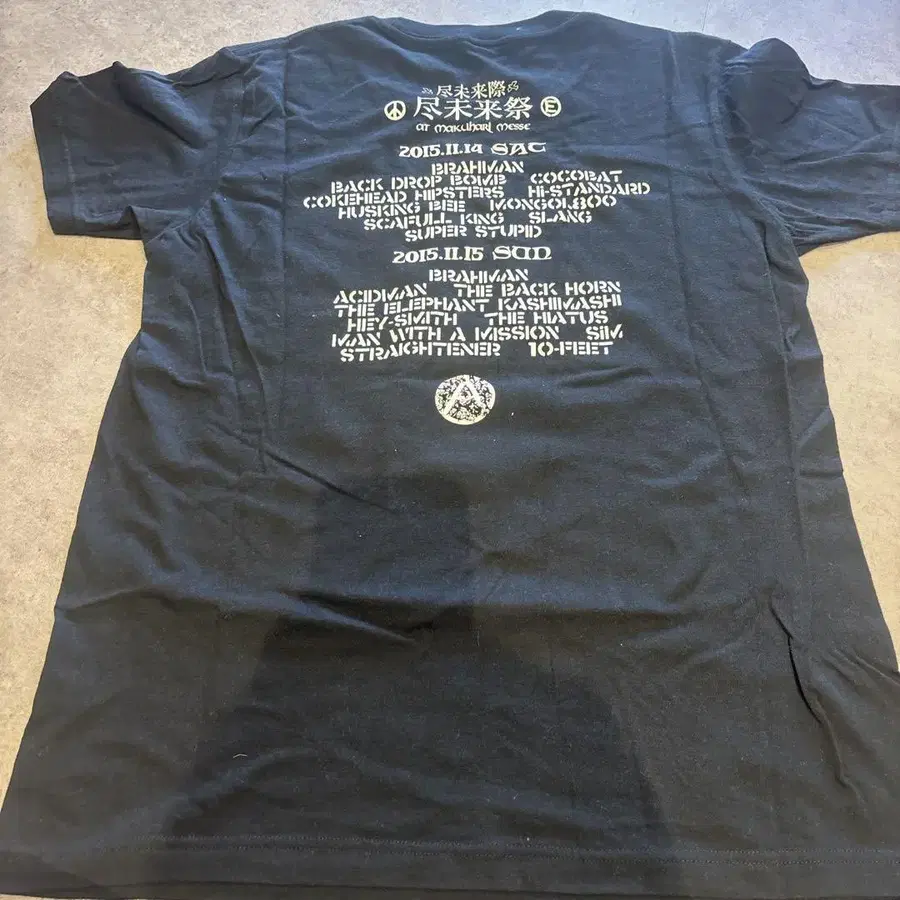 尽未来際
尽未来祭 E
AT MAKUHARI MESSE
2015.11.14 SAT
BRAHMAN
BACK DROP BOMB COCOBAT
COKEHEAD HIPSTERS HI-STANDARD
HUSKING BEE MONGOL800
SCAFULL KING SLANG
SUPER STUPID
2015.11.15 SUN
BRAHMAN
ACIDMAN THE BACK HORN
THE ELEPHANT KASHIMASHI
HEY-SMITH THE HIATUS
MAN WITH A MISSION SiM
STRAIGHTENER 10-FEET